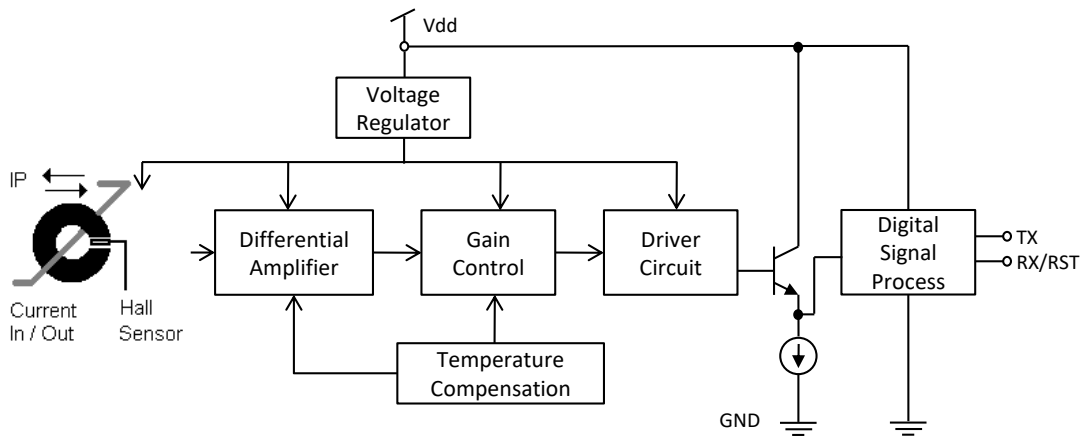 Vdd
Voltage
Regulator
IP
Differential
Amplifier
Gain
Control
Driver
Circuit
Digital
Signal
Process
TX
RX/RST
Current
In / Out
Hall
Sensor
Temperature
Compensation
GND